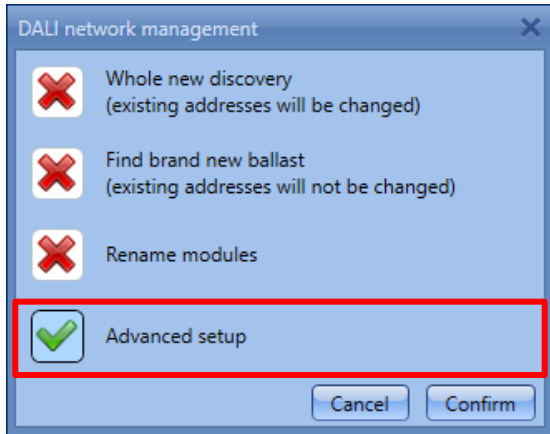 DALI network management
Whole new discovery
(existing addresses will be changed)
Find brand new ballast
(existing addresses will not be changed)
Rename modules
Advanced setup
Cancel Confirm